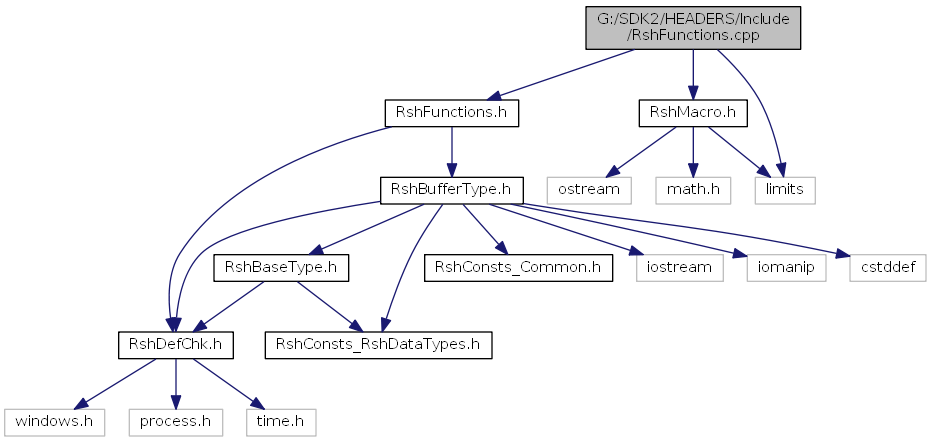 G:/SDK2/HEADERS/Include
/RshFunctions.cpp
RshFunctions.h
RshMacro.h
RshBufferType.h
ostream
math.h
limits
RshBaseType.h
RshConsts_Common.h
iostream
iomanip
cstddef
RshDefChk.h
RshConsts_RshDataTypes.h
windows.h
process.h
time.h